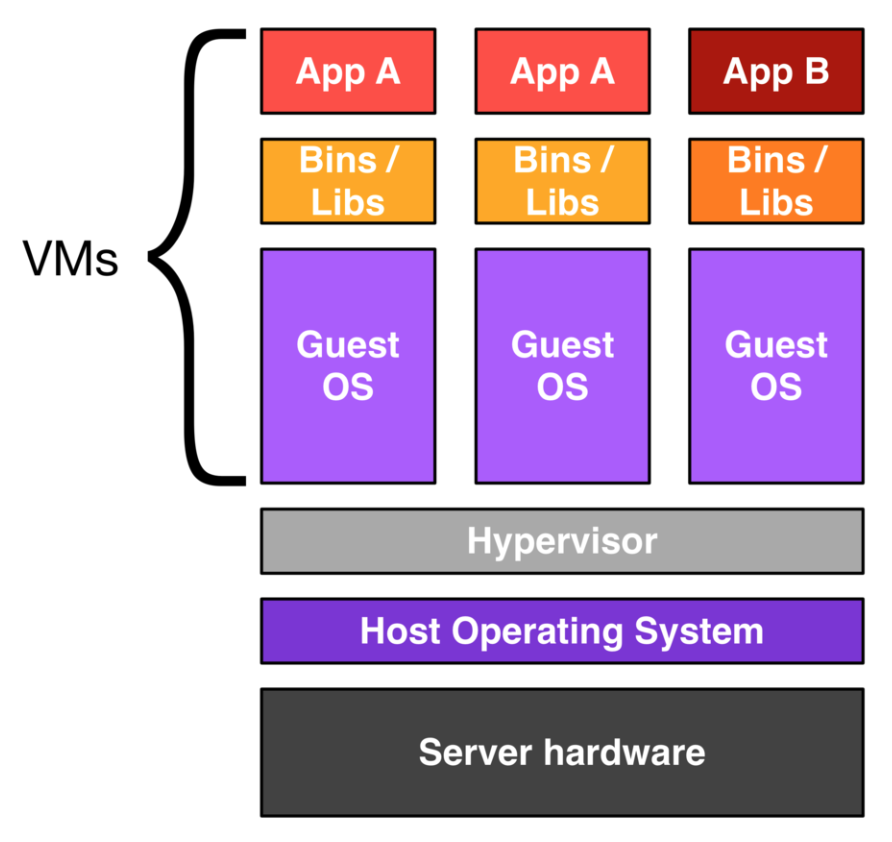 App A
App A
App B
Bins /
Libs
Bins /
Libs
Bins /
Libs
VMs
Guest
OS
Guest
OS
Guest
OS
Hypervisor
Host Operating System
Server hardware